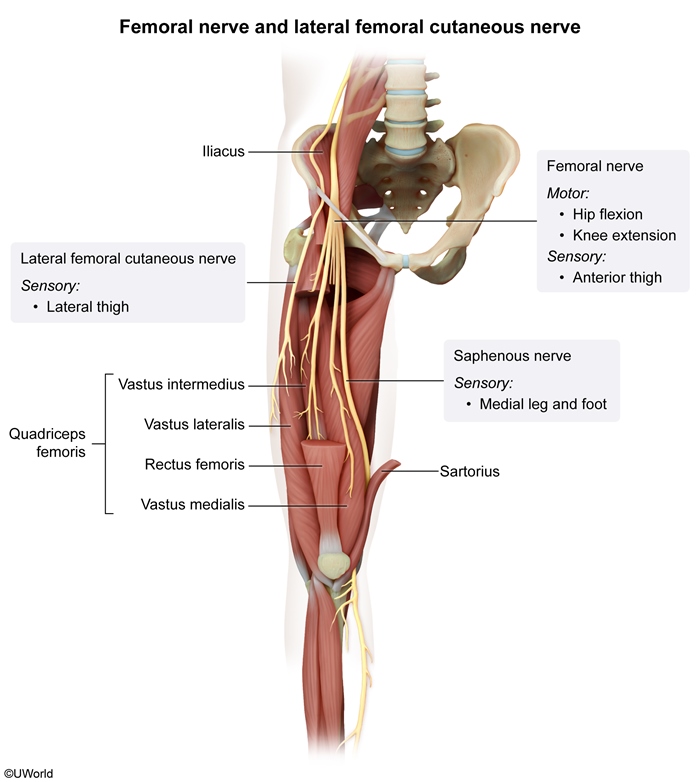 Femoral nerve and lateral femoral cutaneous nerve
Iliacus
Femoral nerve
Motor:
• Hip flexion
• Knee extension
Sensory:
• Anterior thigh
Lateral femoral cutaneous nerve
Sensory:
• Lateral thigh
Saphenous nerve
Sensory:
• Medial leg and foot
Quadriceps
femoris
Vastus intermedius
Vastus lateralis
Rectus femoris
Vastus medialis
Sartorius
©UWorld